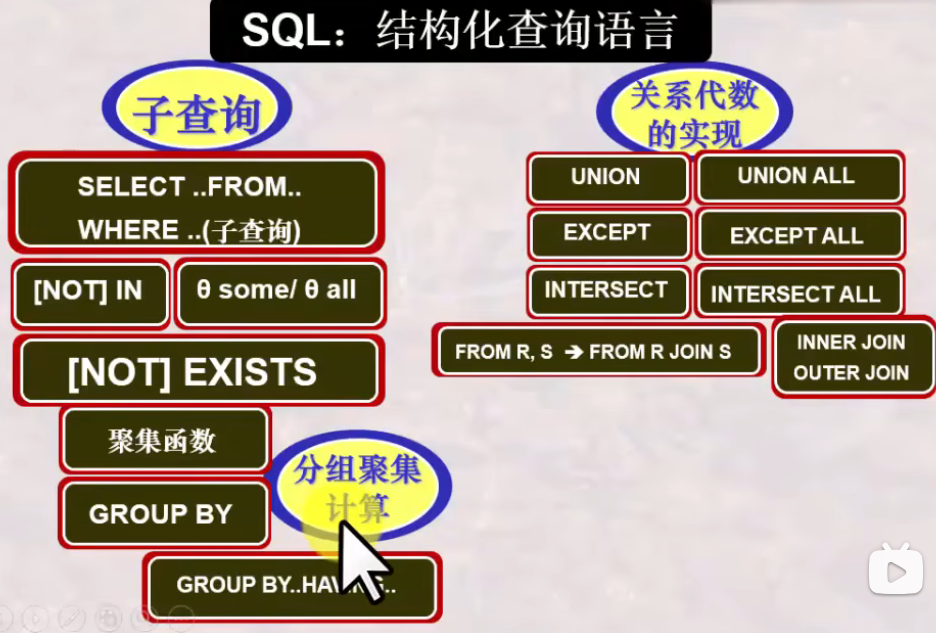 SQL：结构化查询语言
子查询
SELECT ..FROM..
WHERE ..(子查询)
[NOT] IN
θ some/ θ all
[NOT] EXISTS
聚集函数
GROUP BY
分组聚集
计算
GROUP BY..HAVING..
关系代数
的实现
UNION
UNION ALL
EXCEPT
EXCEPT ALL
INTERSECT
INTERSECT ALL
FROM R, S ➔ FROM R JOIN S
INNER JOIN
OUTER JOIN